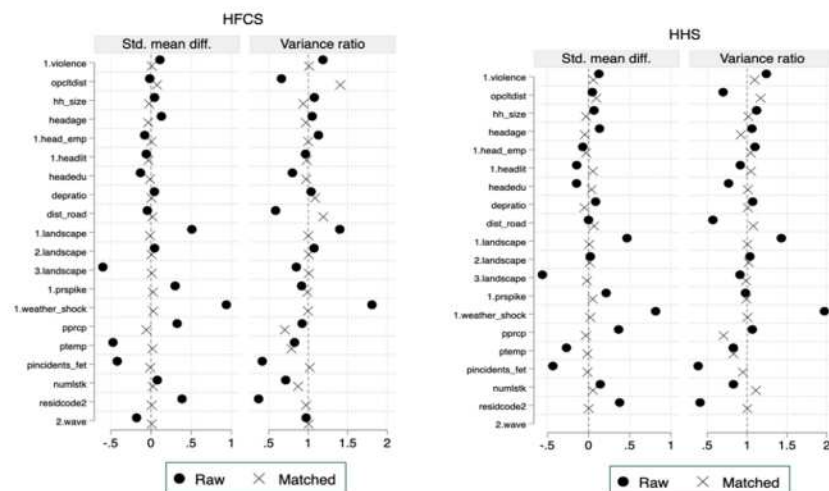 HFCS
Std. mean diff. Variance ratio
1.violence
opcltdist
hh_size
headage
1.head_emp
1.headlit
headedu
depratio
dist_road
1.landscape
2.landscape
3.landscape
1.prspike
1.weather_shock
pprcp
ptemp
pincidents_fet
numlstk
residcode2
2.wave
-.5 0 .5 1 0 .5 1 1.5 2
Raw Matched
HHS
Std. mean diff. Variance ratio
1.violence
opcltdist
hh_size
headage
1.head_emp
1.headlit
headedu
depratio
dist_road
1.landscape
2.landscape
3.landscape
1.prspike
1.weather_shock
pprcp
ptemp
pincidents_fet
numlstk
residcode2
2.wave
-.5 0 .5 1 0 .5 1 1.5 2
Raw Matched